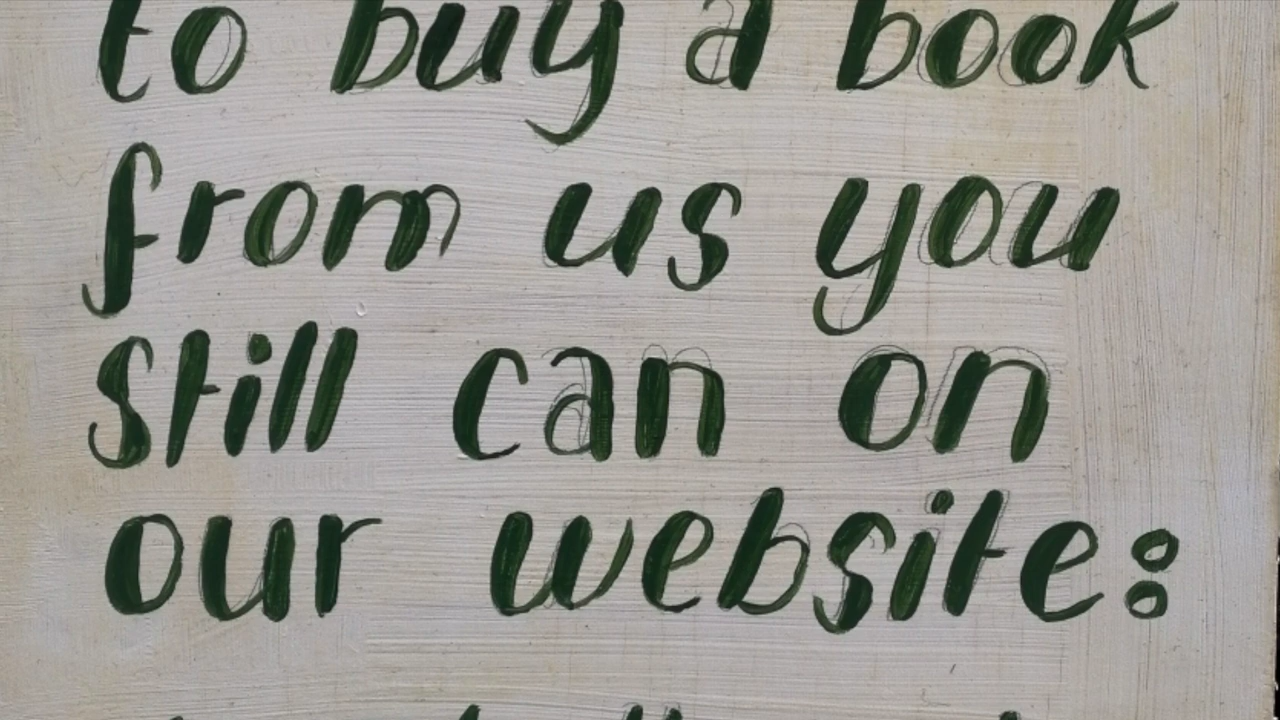 to buy a book
from us you
still can on
our website: